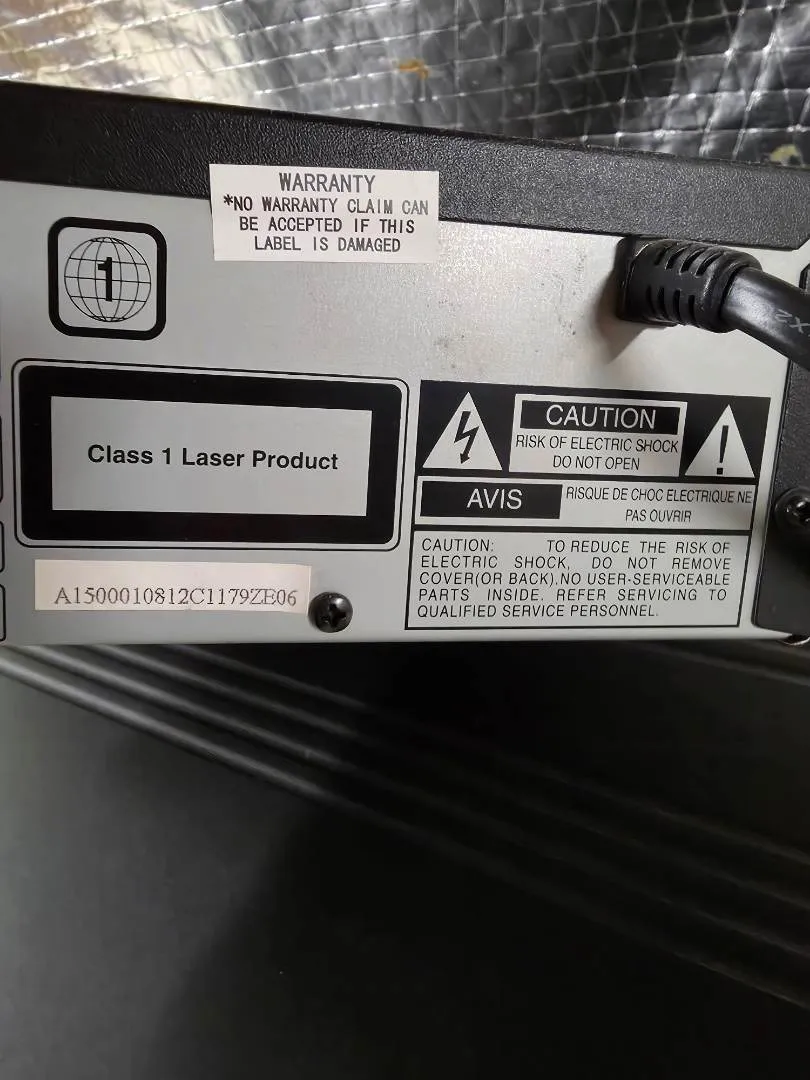 WARRANTY
*NO WARRANTY CLAIM CAN
BE ACCEPTED IF THIS
LABEL IS DAMAGED
1
Class 1 Laser Product
A1500010812C1179ZE06
CAUTION
RISK OF ELECTRIC SHOCK
DO NOT OPEN
AVIS
RISQUE DE CHOC ELECTRIQUE NE
PAS OUVRIR
CAUTION: TO REDUCE THE RISK OF
ELECTRIC SHOCK, DO NOT REMOVE
COVER(OR BACK).NO USER-SERVICEABLE
PARTS INSIDE. REFER SERVICING TO
QUALIFIED SERVICE PERSONNEL.